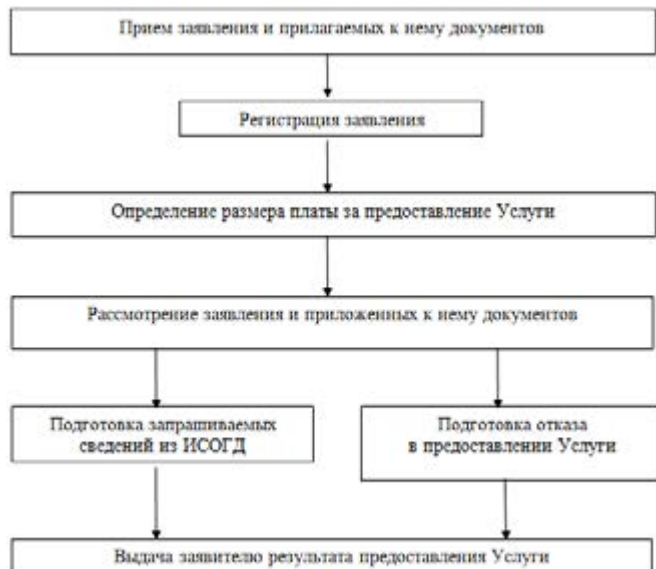 Прием заявления и прилагаемых к нему документов
Регистрация заявления
Определение размера платы за предоставление Услуги
Рассмотрение заявления и приложенных к нему документов
Подготовка запрашиваемых
сведений из ИСОГД
Подготовка отказа
в предоставлении Услуги
Выдача заявителю результата предоставления Услуги